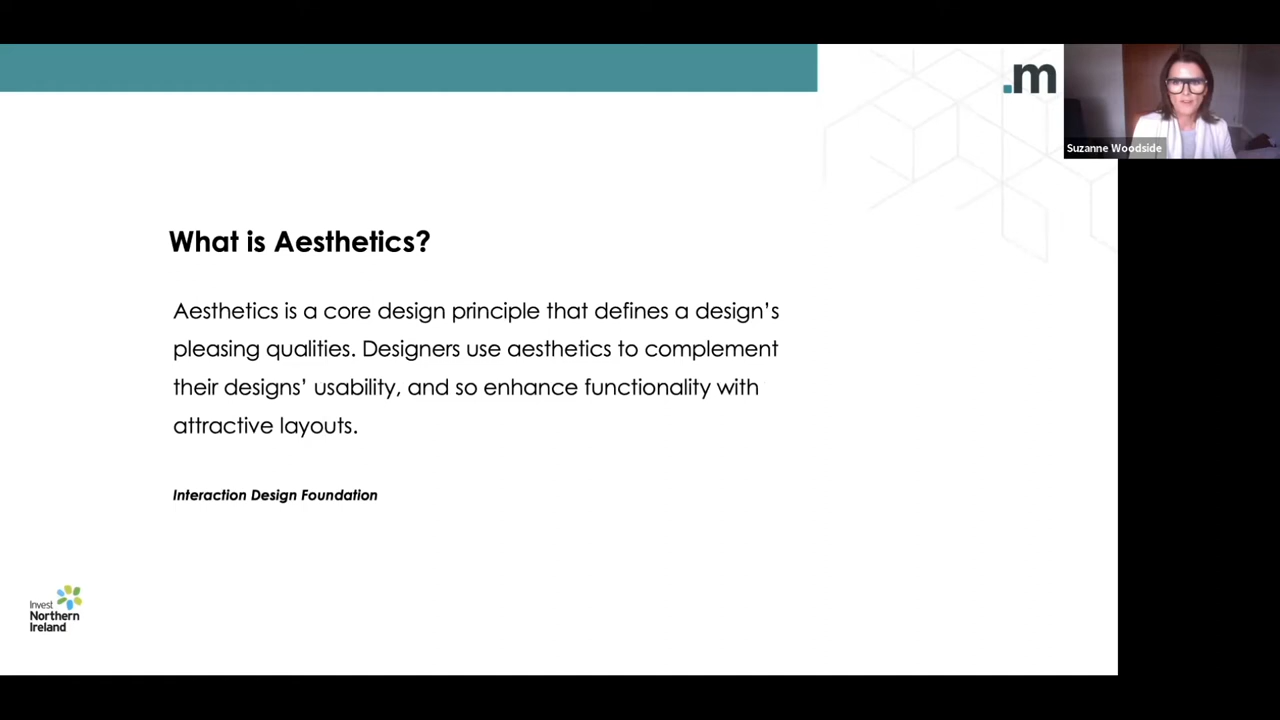 .m
Suzanne Woodside
What is Aesthetics?
Aesthetics is a core design principle that defines a design’s
pleasing qualities. Designers use aesthetics to complement
their designs’ usability, and so enhance functionality with
attractive layouts.
Interaction Design Foundation
Invest
Northern
Ireland